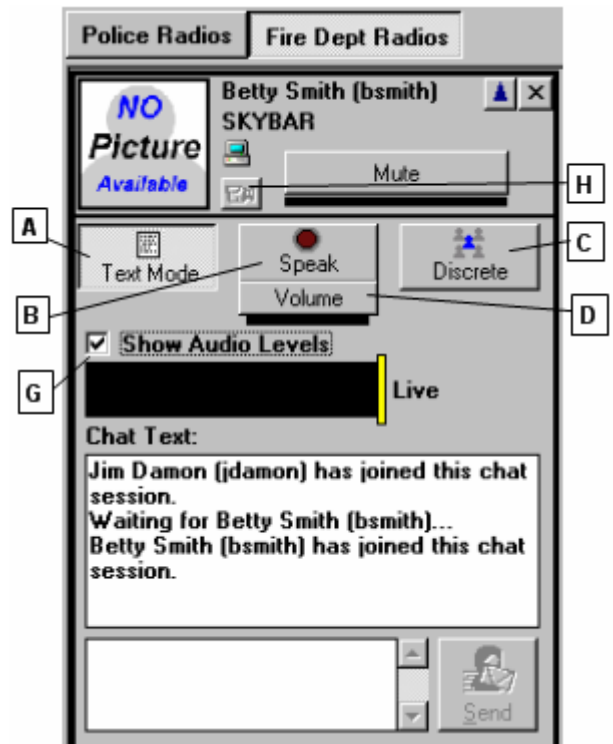 Police Radios
Fire Dept Radios
NO
Picture
Available
Betty Smith (bsmith)
SKYBAR
Mute
H
A
Text Mode
Speak
Discrete
C
B
Volume
D
Show Audio Levels
G
Live
Chat Text:
Jim Damon (jdamon) has joined this chat
session.
Waiting for Betty Smith (bsmith)...
Betty Smith (bsmith) has joined this chat
session.
Send